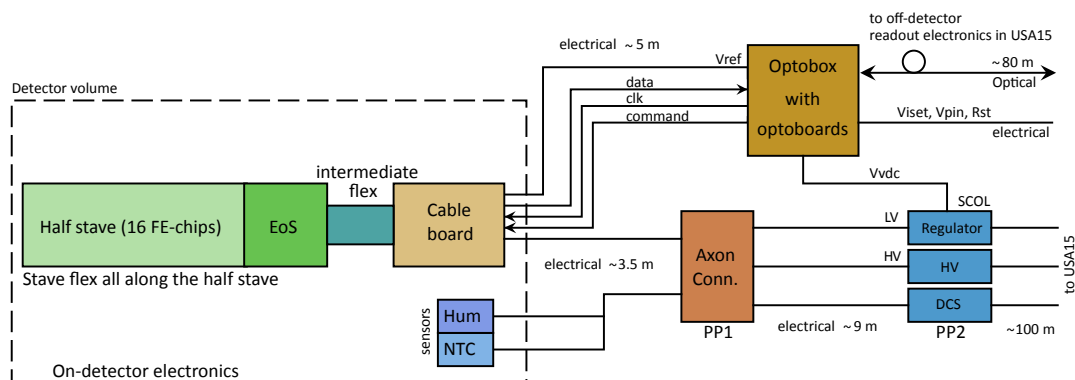 to off-detector
readout electronics in USA15
electrical ~ 5 m
Vref
Optobox
with
optoboards
~80 m
Optical
data
clk
command
Viset, Vpin, Rst
electrical
Detector volume
intermediate
flex
Vvdc
SCOL
Half stave (16 FE-chips)
EoS
Cable
board
LV
Regulator
Axon
Conn.
HV
HV
to USA15
Stave flex all along the half stave
electrical ~3.5 m
DCS
sensors
Hum
NTC
PP1
electrical ~ 9 m
PP2
~100 m
On-detector electronics